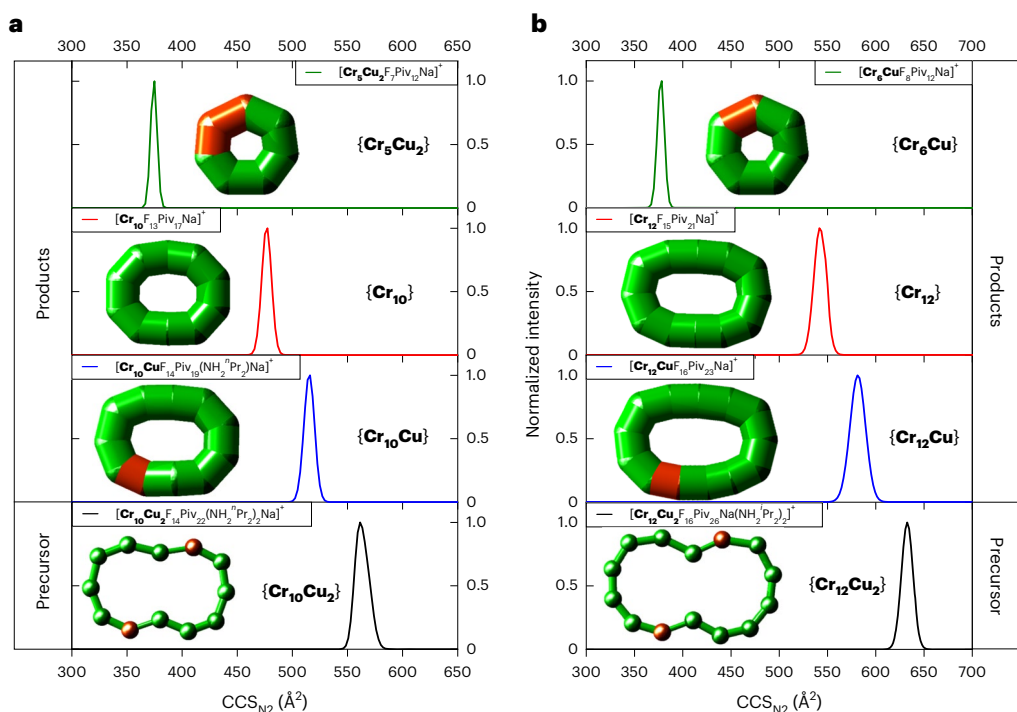 a
300 350 400 450 500 550 600 650
[Cr5Cu2F7Piv12Na]+
1.0
{Cr5Cu2}
0.5
0
[Cr10F13Piv17Na]+
1.0
{Cr10}
0.5
0
Products
[Cr10CuF14Piv19(NH2nPr2)Na]+
1.0
{Cr10Cu}
0.5
0
[Cr10Cu2F14Piv22(NH2nPr2)2Na]+
1.0
{Cr10Cu2}
0.5
0
Precursor
300 350 400 450 500 550 600 650
CCSN2 (Å2)
b
300 350 400 450 500 550 600 650 700
[Cr6CuF8Piv12Na]+
1.0
{Cr6Cu}
0.5
0
[Cr12F15Piv21Na]+
1.0
{Cr12}
0.5
0
Products
Normalized intensity
[Cr12CuF16Piv23Na]+
1.0
{Cr12Cu}
0.5
0
[Cr12Cu2F16Piv26Na(NH2iPr2)2]+
1.0
{Cr12Cu2}
0.5
0
Precursor
300 350 400 450 500 550 600 650 700
CCSN2 (Å2)